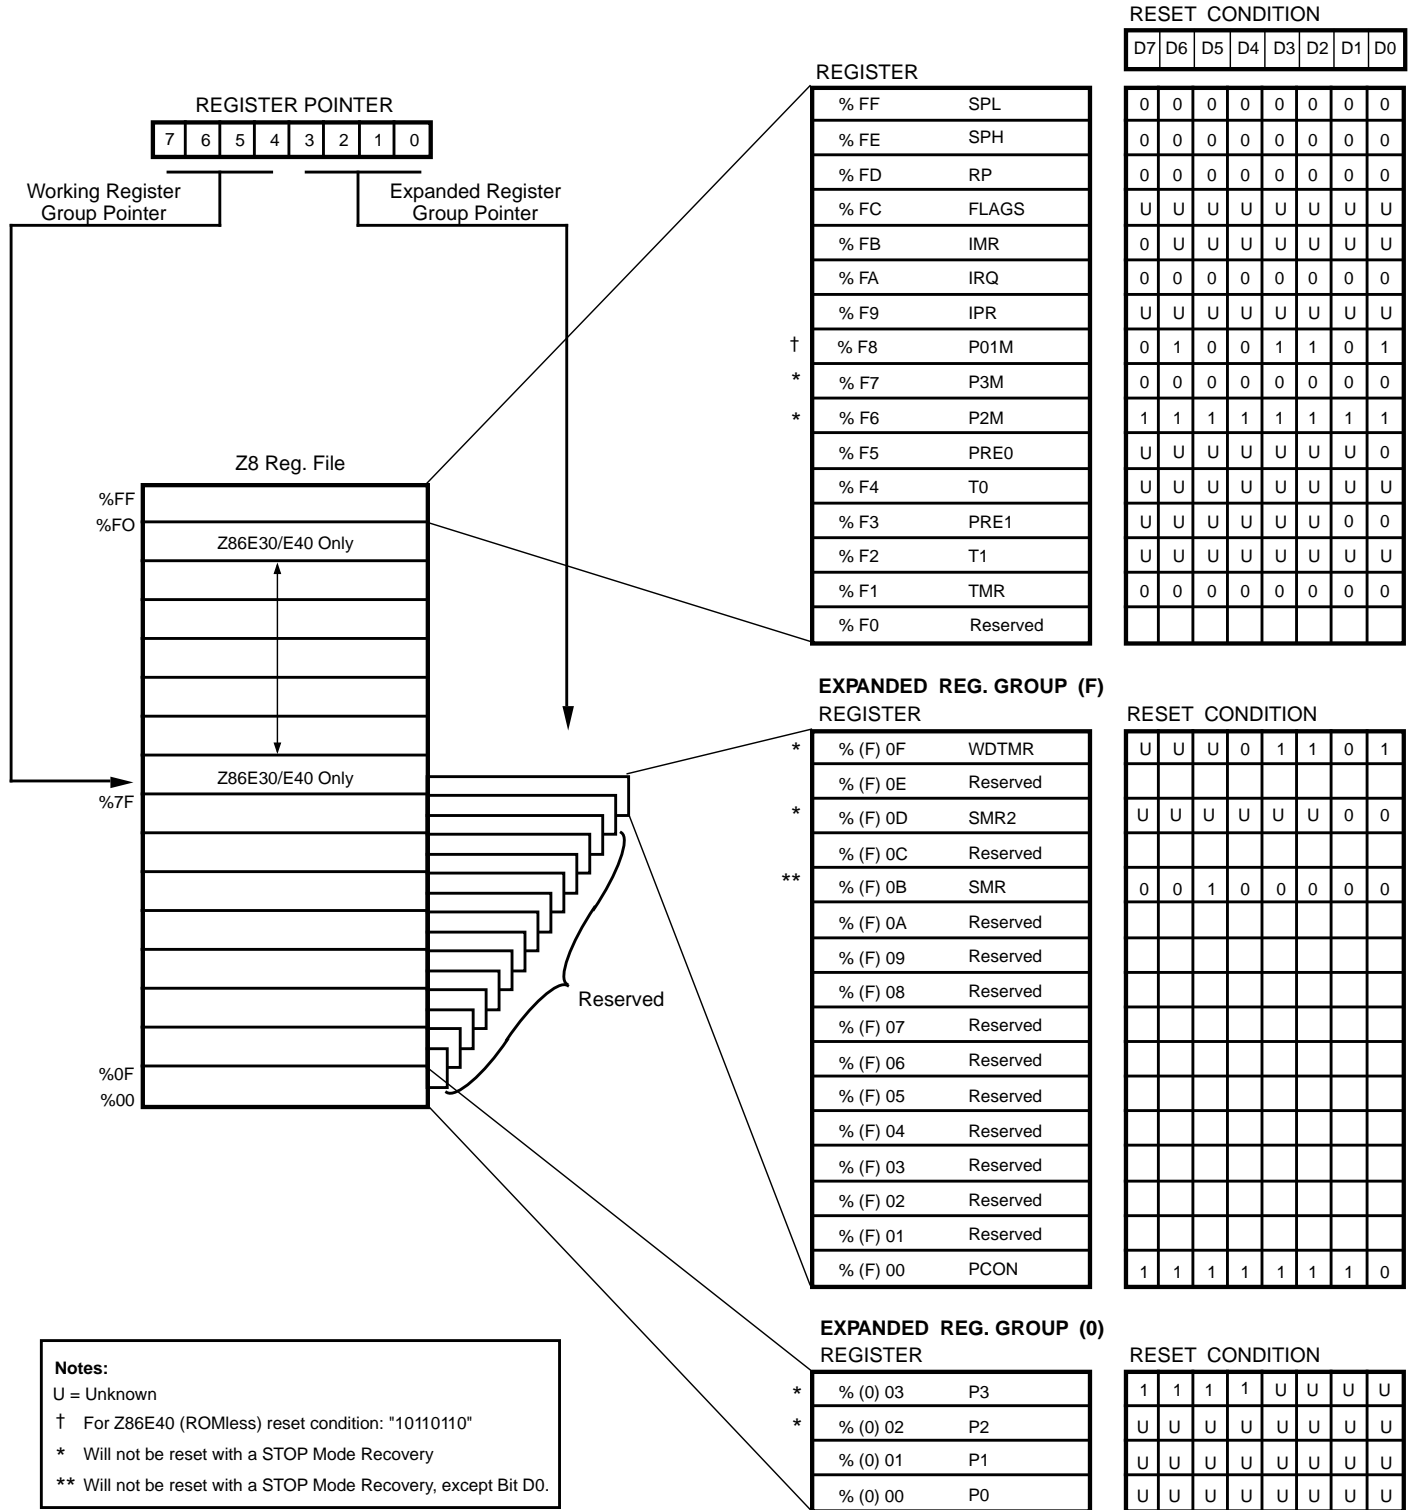 RESET CONDITION
D7 D6 D5 D4 D3 D2 D1 D0
REGISTER
% FF SPL 0 0 0 0 0 0 0 0
% FE SPH 0 0 0 0 0 0 0 0
% FD RP 0 0 0 0 0 0 0 0
% FC FLAGS U U U U U U U U
% FB IMR 0 U U U U U U U
% FA IRQ 0 0 0 0 0 0 0 0
% F9 IPR U U U U U U U U
† % F8 P01M 0 1 0 0 1 1 0 1
* % F7 P3M 0 0 0 0 0 0 0 0
* % F6 P2M 1 1 1 1 1 1 1 1
% F5 PRE0 U U U U U U U 0
% F4 T0 U U U U U U U U
% F3 PRE1 U U U U U U 0 0
% F2 T1 U U U U U U U U
% F1 TMR 0 0 0 0 0 0 0 0
% F0 Reserved
REGISTER POINTER
7 6 5 4 3 2 1 0
Working Register
Group Pointer
Expanded Register
Group Pointer
Z8 Reg. File
%FF
%FO
Z86E30/E40 Only
Z86E30/E40 Only
%7F
%0F
%00
Reserved
EXPANDED REG. GROUP (F)
REGISTER RESET CONDITION
* % (F) 0F WDTMR U U U 0 1 1 0 1
% (F) 0E Reserved
* % (F) 0D SMR2 U U U U U U 0 0
% (F) 0C Reserved
** % (F) 0B SMR 0 0 1 0 0 0 0 0
% (F) 0A Reserved
% (F) 09 Reserved
% (F) 08 Reserved
% (F) 07 Reserved
% (F) 06 Reserved
% (F) 05 Reserved
% (F) 04 Reserved
% (F) 03 Reserved
% (F) 02 Reserved
% (F) 01 Reserved
% (F) 00 PCON 1 1 1 1 1 1 1 0
EXPANDED REG. GROUP (0)
REGISTER RESET CONDITION
* % (0) 03 P3 1 1 1 1 U U U U
* % (0) 02 P2 U U U U U U U U
% (0) 01 P1 U U U U U U U U
% (0) 00 P0 U U U U U U U U
Notes:
U = Unknown
† For Z86E40 (ROMless) reset condition: "10110110"
* Will not be reset with a STOP Mode Recovery
** Will not be reset with a STOP Mode Recovery, except Bit D0.